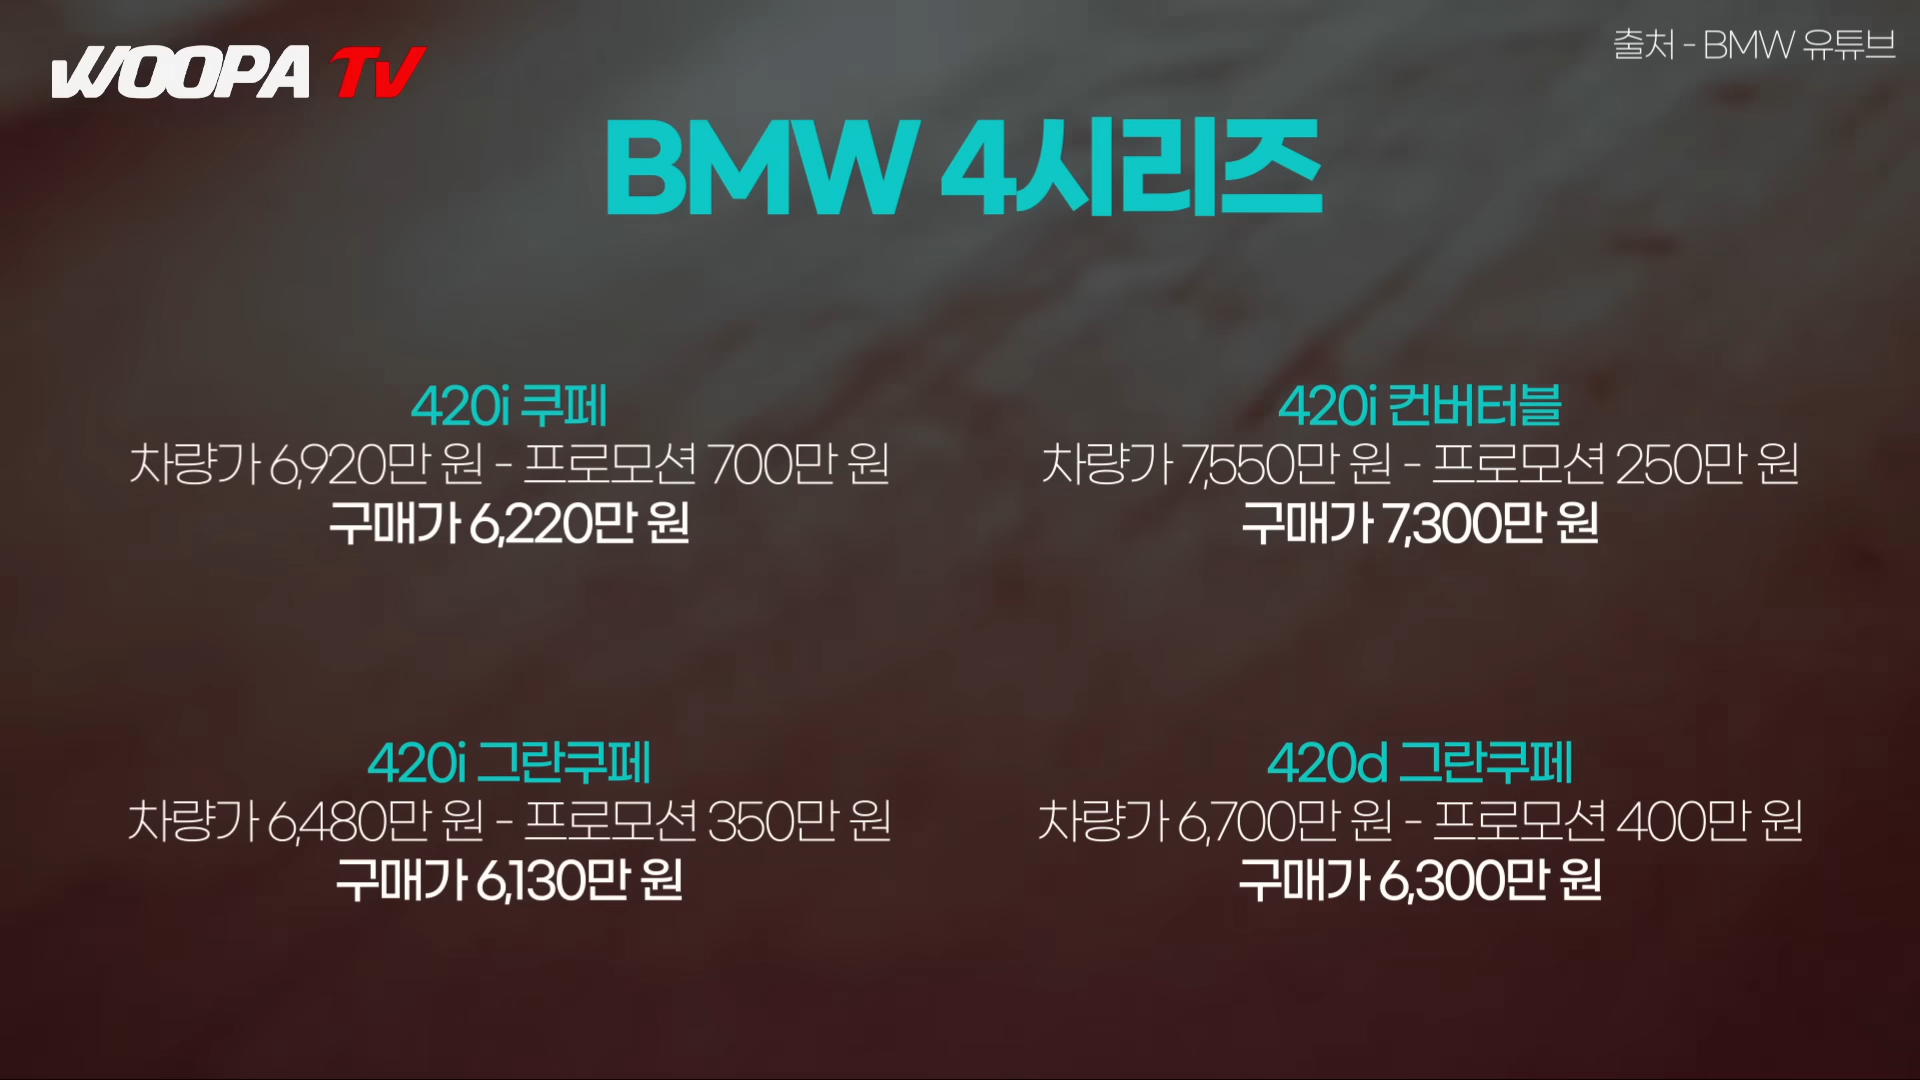 WOOPA TV
출처 - BMW 유튜브
BMW 4시리즈
420i 쿠페
차량가 6,920만 원 - 프로모션 700만 원
구매가 6,220만 원
420i 컨버터블
차량가 7,550만 원 - 프로모션 250만 원
구매가 7,300만 원
420i 그란쿠페
차량가 6,480만 원 - 프로모션 350만 원
구매가 6,130만 원
420d 그란쿠페
차량가 6,700만 원 - 프로모션 400만 원
구매가 6,300만 원